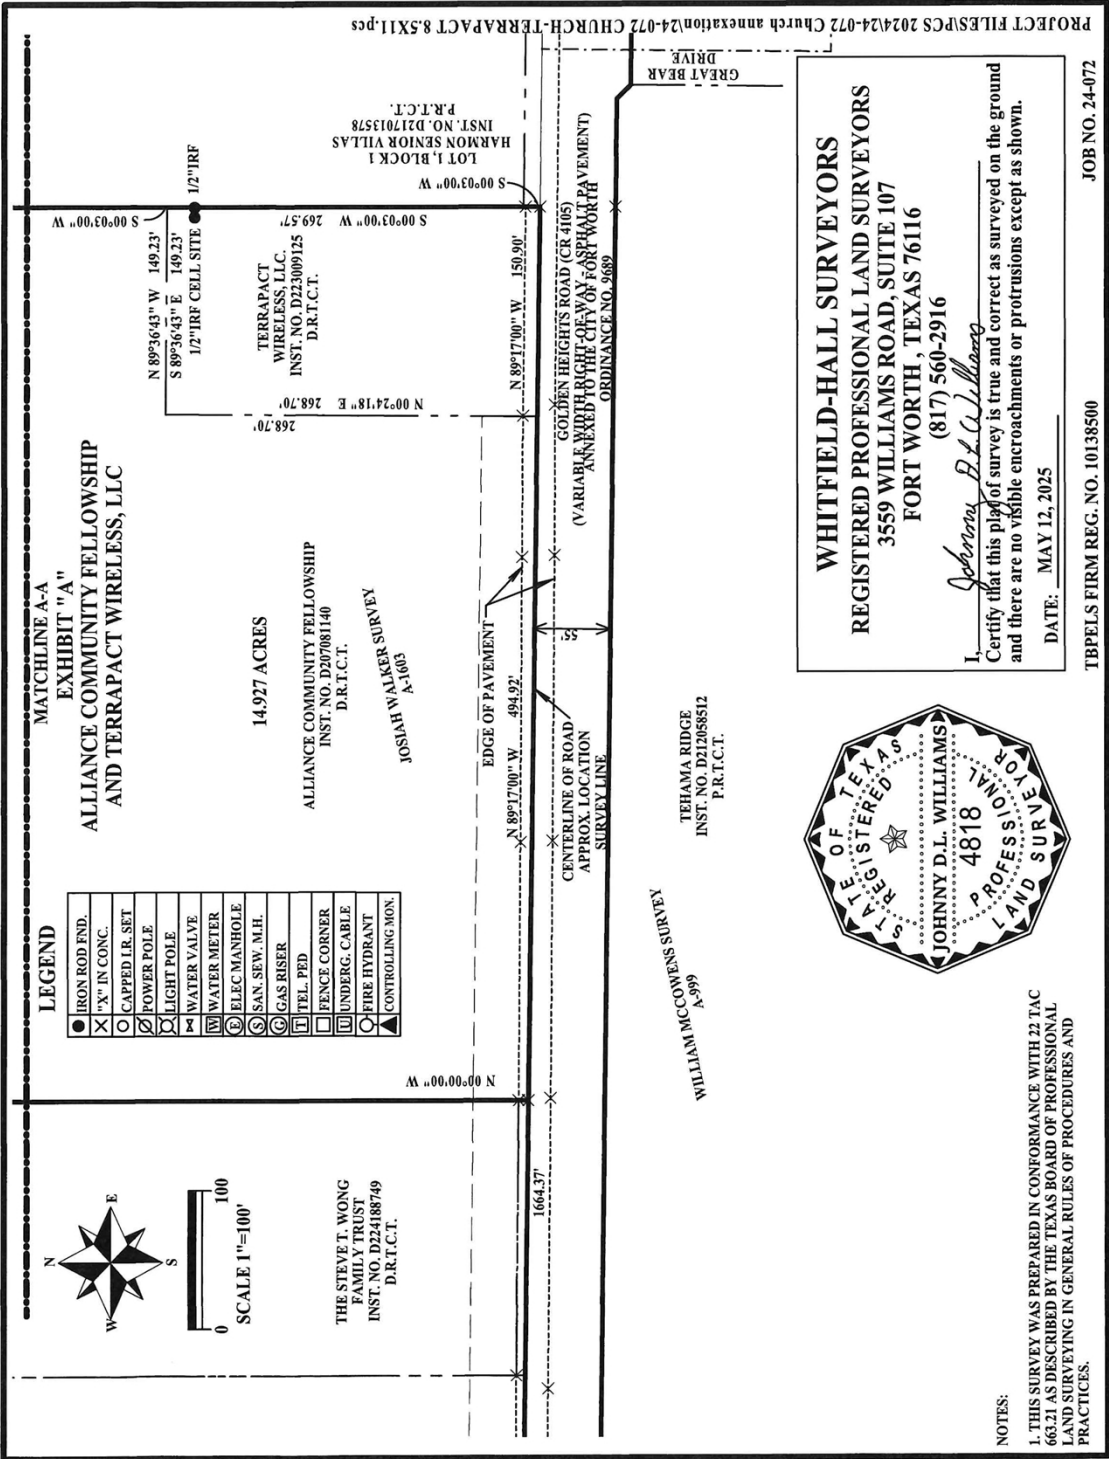 MATCHLINE A-A
EXHIBIT "A"
ALLIANCE COMMUNITY FELLOWSHIP
AND TERRAPACT WIRELESS, LLC
N
W
E
S
0
100
SCALE 1"=100'
LEGEND
IRON ROD FND.
"X" IN CONC.
CAPPED I.R. SET
POWER POLE
LIGHT POLE
WATER VALVE
W WATER METER
E ELEC MANHOLE
S SAN. SEW. M.H.
G GAS RISER
T TEL. PED
FENCE CORNER
U UNDERG. CABLE
FIRE HYDRANT
CONTROLLING MON.
THE STEVE T. WONG
FAMILY TRUST
INST. NO. D224188749
D.R.T.C.T.
N 00°00'00" W
14.927 ACRES
ALLIANCE COMMUNITY FELLOWSHIP
INST. NO. D207081140
D.R.T.C.T.
JOSIAH WALKER SURVEY
A-1603
N 89°36'43" W 149.23'
S 89°36'43" E 149.23'
1/2"IRF CELL SITE
1/2"IRF
S 00°03'00" W
TERRAPACT
WIRELESS, LLC.
INST. NO. D223009125
D.R.T.C.T.
268.70'
N 00°24'18" E 268.70'
S 00°03'00" W 269.57'
S 00°03'00" W
LOT 1, BLOCK 1
HARMON SENIOR VILLAS
INST. NO. D217013578
P.R.T.C.T.
EDGE OF PAVEMENT
N 89°17'00" W 494.92'
N 89°17'00" W 150.90'
1664.37'
CENTERLINE OF ROAD
APPROX. LOCATION
SURVEY LINE
55'
GOLDEN HEIGHTS ROAD (CR 4105)
(VARIABLE WIDTH RIGHT-OF-WAY - ASPHALT PAVEMENT)
ANNEXED TO THE CITY OF FORT WORTH
ORDINANCE NO. 9689
GREAT BEAR
DRIVE
WILLIAM MCCOWENS SURVEY
A-999
TEHAMA RIDGE
INST. NO. D212058512
P.R.T.C.T.
STATE OF TEXAS
REGISTERED
JOHNNY D.L. WILLIAMS
4818
PROFESSIONAL
LAND SURVEYOR
WHITFIELD-HALL SURVEYORS
REGISTERED PROFESSIONAL LAND SURVEYORS
3559 WILLIAMS ROAD, SUITE 107
FORT WORTH , TEXAS 76116
(817) 560-2916
I, Johnny D.L. Williams
Certify that this plat of survey is true and correct as surveyed on the ground
and there are no visible encroachments or protrusions except as shown.
DATE: MAY 12, 2025
NOTES:
1. THIS SURVEY WAS PREPARED IN CONFORMANCE WITH 22 TAC
663.21 AS DESCRIBED BY THE TEXAS BOARD OF PROFESSIONAL
LAND SURVEYING IN GENERAL RULES OF PROCEDURES AND
PRACTICES.
TBPELS FIRM REG. NO. 10138500
JOB NO. 24-072
PROJECT FILES\PCS 2024\24-072 Church annexation\24-072 CHURCH-TERRAPACT 8.5X11.pcs